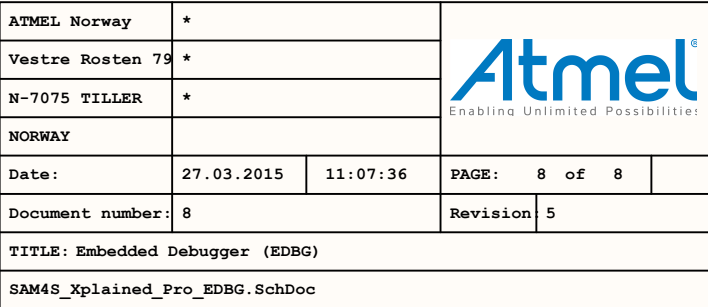 ATMEL Norway *
Vestre Rosten 79 *
N-7075 TILLER *
NORWAY
Atmel®
Enabling Unlimited Possibilities
Date: 27.03.2015 11:07:36 PAGE: 8 of 8
Document number: 8 Revision: 5
TITLE: Embedded Debugger (EDBG)
SAM4S_Xplained_Pro_EDBG.SchDoc